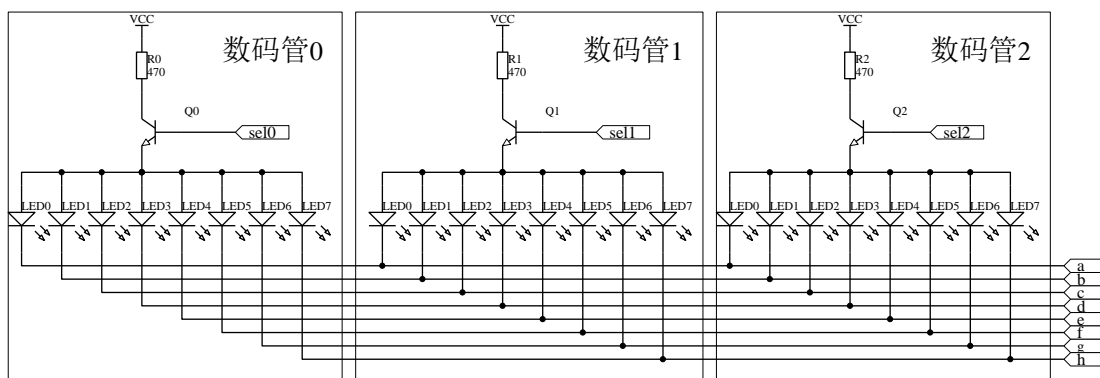 VCC
R0
470
数码管0
Q0
sel0
LED0 LED1 LED2 LED3 LED4 LED5 LED6 LED7
VCC
R1
470
数码管1
Q1
sel1
LED0 LED1 LED2 LED3 LED4 LED5 LED6 LED7
VCC
R2
470
数码管2
Q2
sel2
LED0 LED1 LED2 LED3 LED4 LED5 LED6 LED7
a
b
c
d
e
f
g
h